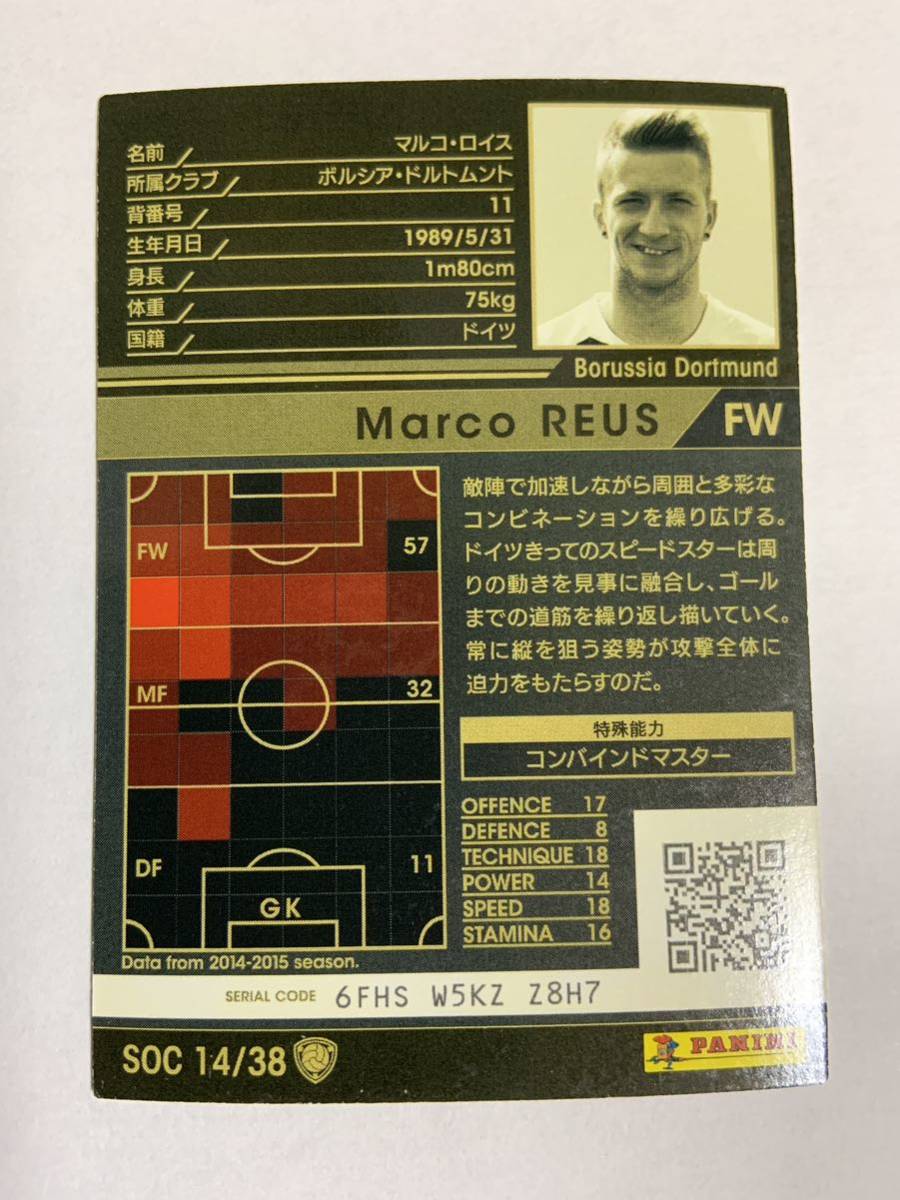 名前 マルコ・ロイス
所属クラブ ボルシア・ドルトムント
背番号 11
生年月日 1989/5/31
身長 1m80cm
体重 75kg
国籍 ドイツ
Borussia Dortmund
Marco REUS FW
FW 57
MF 32
DF 11
GK
Data from 2014-2015 season.
敵陣で加速しながら周囲と多彩な
コンビネーションを繰り広げる。
ドイツきってのスピードスターは周
りの動きを見事に融合し、ゴール
までの道筋を繰り返し描いていく。
常に縦を狙う姿勢が攻撃全体に
迫力をもたらすのだ。
特殊能力
コンバインドマスター
OFFENCE 17
DEFENCE 8
TECHNIQUE 18
POWER 14
SPEED 18
STAMINA 16
SERIAL CODE 6FHS W5KZ Z8H7
SOC 14/38
PANINI